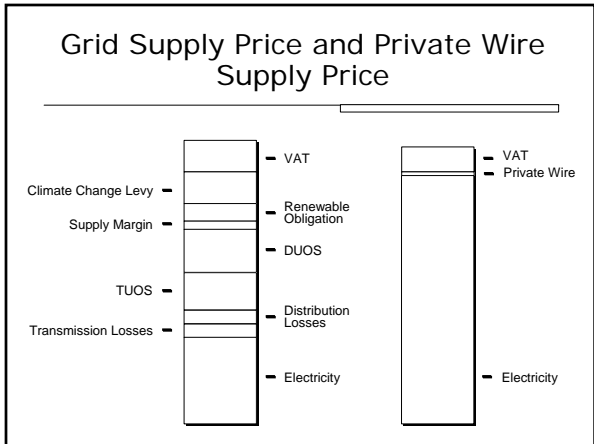 Grid Supply Price and Private Wire
Supply Price
VAT
Climate Change Levy
Renewable
Obligation
Supply Margin
DUOS
TUOS
Distribution
Losses
Transmission Losses
Electricity
VAT
Private Wire
Electricity